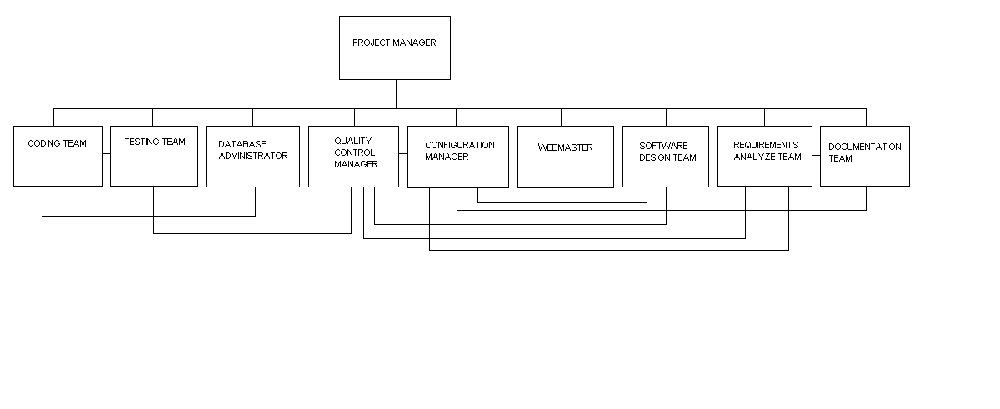 PROJECT MANAGER
CODING TEAM
TESTING TEAM
DATABASE
ADMINISTRATOR
QUALITY
CONTROL
MANAGER
CONFIGURATION
MANAGER
WEBMASTER
SOFTWARE
DESIGN TEAM
REQUIREMENTS
ANALYZE TEAM
DOCUMENTATION
TEAM